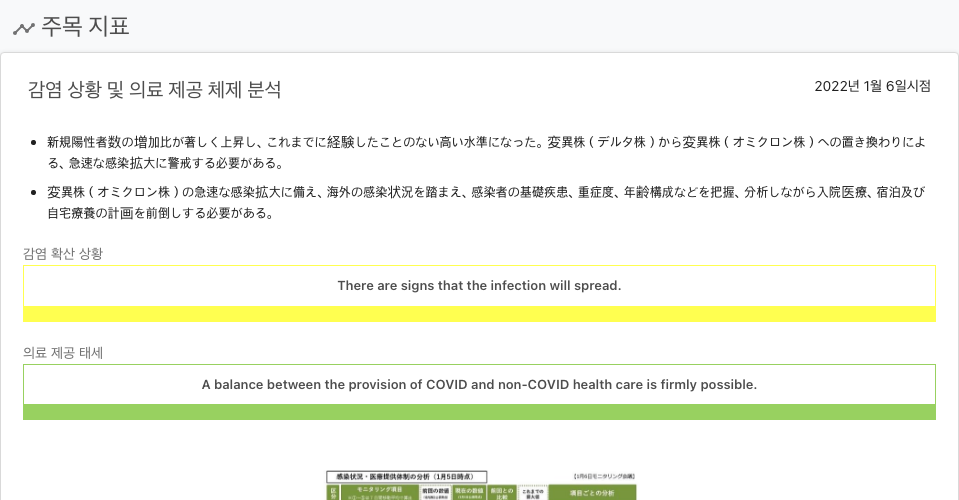 주목 지표
감염 상황 및 의료 제공 체제 분석
2022년 1월 6일시점
新規陽性者数の増加比が著しく上昇し、これまでに経験したことのない高い水準になった。変異株(デルタ株)から変異株(オミクロン株)への置き換わりによ
る、急速な感染拡大に警戒する必要がある。
変異株(オミクロン株)の急速な感染拡大に備え、海外の感染状況を踏まえ、感染者の基礎疾患、重症度、年齢構成などを把握、分析しながら入院医療、宿泊及び
自宅療養の計画を前倒しする必要がある。
감염 확산 상황
There are signs that the infection will spread.
의료 제공 태세
A balance between the provision of COVID and non-COVID health care is firmly possible.
感染状況・医療提供体制の分析(1月5日時点)
【1月6日モニタリング会議】
区分 モニタリング項目 前回の数値 現在の数値 前回との比較 これまでの最大値 項目ごとの分析